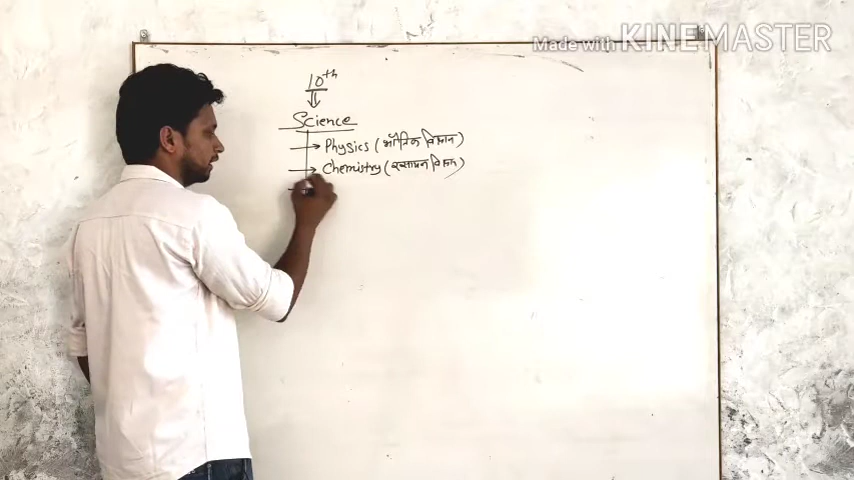 Made with KINEMASTER
10th
Science
Physics (भौतिक विज्ञान)
Chemistry (रसायन विज्ञान)